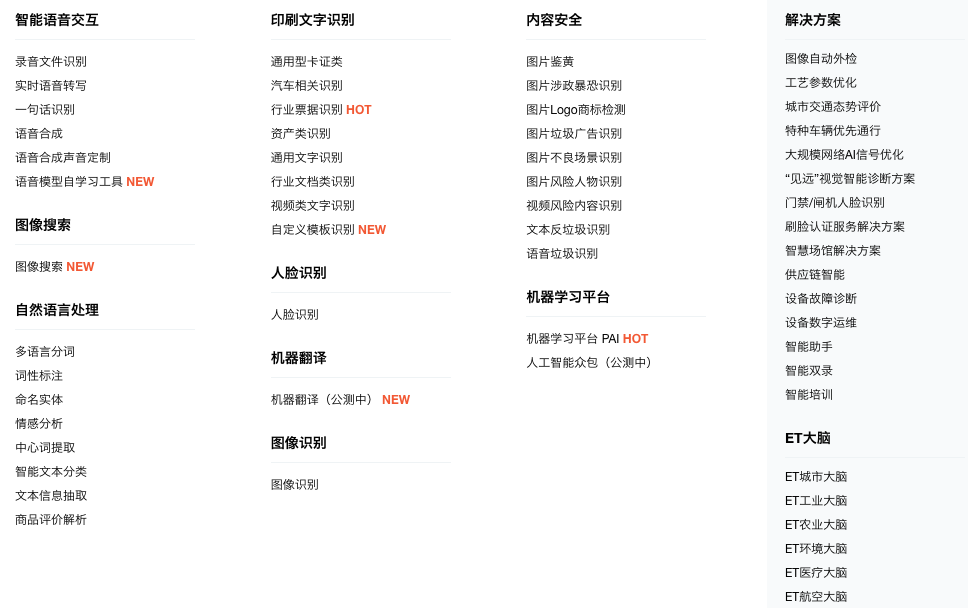 智能语音交互
录音文件识别
实时语音转写
一句话识别
语音合成
语音合成声音定制
语音模型自学习工具 NEW
图像搜索
图像搜索 NEW
自然语言处理
多语言分词
词性标注
命名实体
情感分析
中心词提取
智能文本分类
文本信息抽取
商品评价解析
印刷文字识别
通用型卡证类
汽车相关识别
行业票据识别 HOT
资产类识别
通用文字识别
行业文档类识别
视频类文字识别
自定义模板识别 NEW
人脸识别
人脸识别
机器翻译
机器翻译（公测中） NEW
图像识别
图像识别
内容安全
图片鉴黄
图片涉政暴恐识别
图片Logo商标检测
图片垃圾广告识别
图片不良场景识别
图片风险人物识别
视频风险内容识别
文本反垃圾识别
语音垃圾识别
机器学习平台
机器学习平台 PAI HOT
人工智能众包（公测中）
解决方案
图像自动外检
工艺参数优化
城市交通态势评价
特种车辆优先通行
大规模网络AI信号优化
“见远”视觉智能诊断方案
门禁/闸机人脸识别
刷脸认证服务解决方案
智慧场馆解决方案
供应链智能
设备故障诊断
设备数字运维
智能助手
智能双录
智能培训
ET大脑
ET城市大脑
ET工业大脑
ET农业大脑
ET环境大脑
ET医疗大脑
ET航空大脑